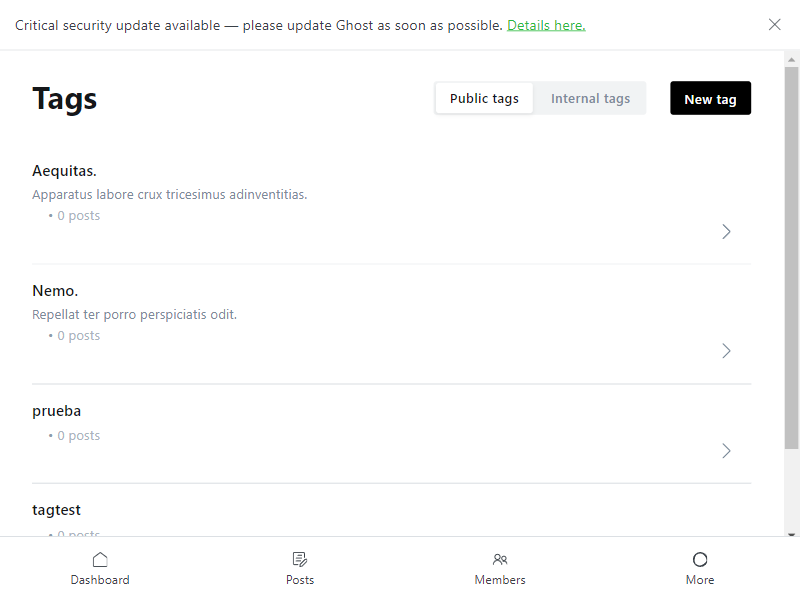 Critical security update available — please update Ghost as soon as possible. Details here.
Tags
Public tags
Internal tags
New tag
Aequitas.
Apparatus labore crux tricesimus adinventitias.
• 0 posts
Nemo.
Repellat ter porro perspiciatis odit.
• 0 posts
prueba
• 0 posts
tagtest
• 0 posts
Dashboard
Posts
Members
More